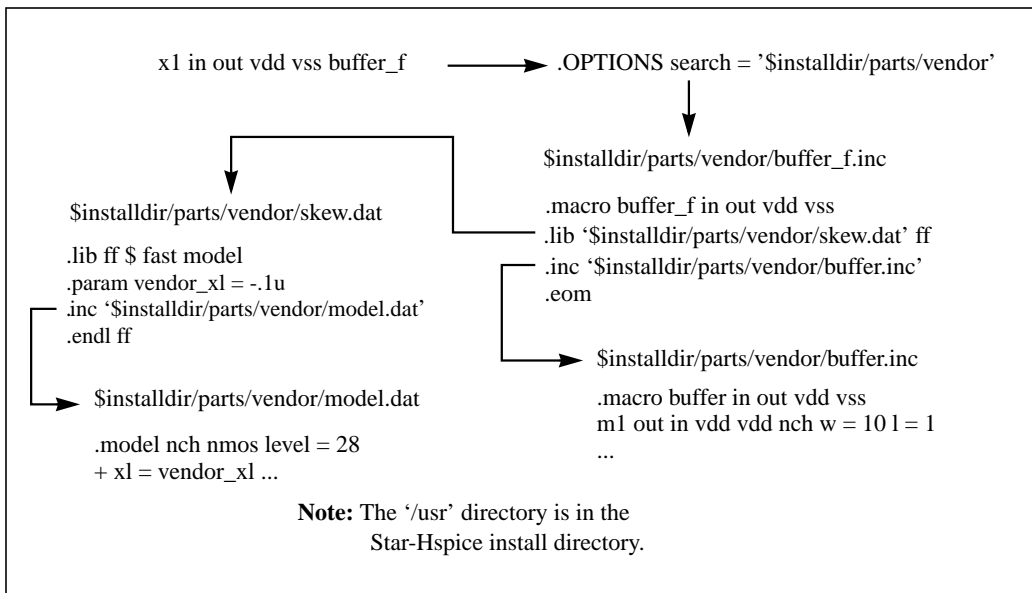 x1 in out vdd vss buffer_f
.OPTIONS search = ’$installdir/parts/vendor’
$installdir/parts/vendor/buffer_f.inc
.macro buffer_f in out vdd vss
.lib ‘$installdir/parts/vendor/skew.dat’ ff
.inc ‘$installdir/parts/vendor/buffer.inc’
.eom
$installdir/parts/vendor/skew.dat
.lib ff $ fast model
.param vendor_xl = -.1u
.inc ‘$installdir/parts/vendor/model.dat’
.endl ff
$installdir/parts/vendor/buffer.inc
.macro buffer in out vdd vss
m1 out in vdd vdd nch w = 10 l = 1
...
$installdir/parts/vendor/model.dat
.model nch nmos level = 28
+ xl = vendor_xl ...
Note: The ‘/usr’ directory is in the
Star-Hspice install directory.